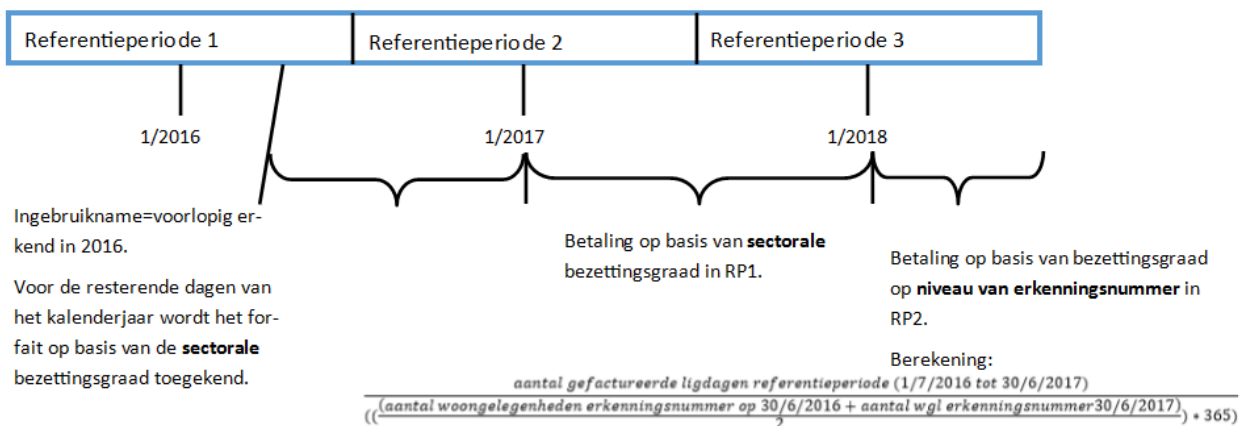 Referentieperiode 1
Referentieperiode 2
Referentieperiode 3
1/2016
1/2017
1/2018
Ingebruikname=voorlopig er-
kend in 2016.
Voor de resterende dagen van
het kalenderjaar wordt het for-
fait op basis van de sectorale
bezettingsgraad toegekend.
Betaling op basis van sectorale
bezettingsgraad in RP1.
Betaling op basis van bezettingsgraad
op niveau van erkenningsnummer in
RP2.
Berekening:
aantal gefactureerde ligdagen referentieperiode (1/7/2016 tot 30/6/2017)
(((aantal woongelegenheden erkenningsnummer op 30/6/2016 + aantal wgl erkenningsnummer30/6/2017)
2
) * 365)